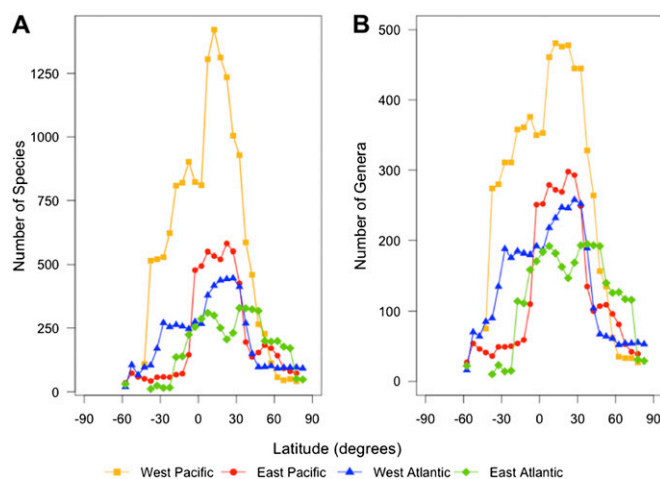 A
B
Number of Species
1250
1000
750
500
250
0
-90 -60 -30 0 30 60 90
Number of Genera
500
400
300
200
100
0
-90 -60 -30 0 30 60 90
Latitude (degrees)
West Pacific East Pacific West Atlantic East Atlantic